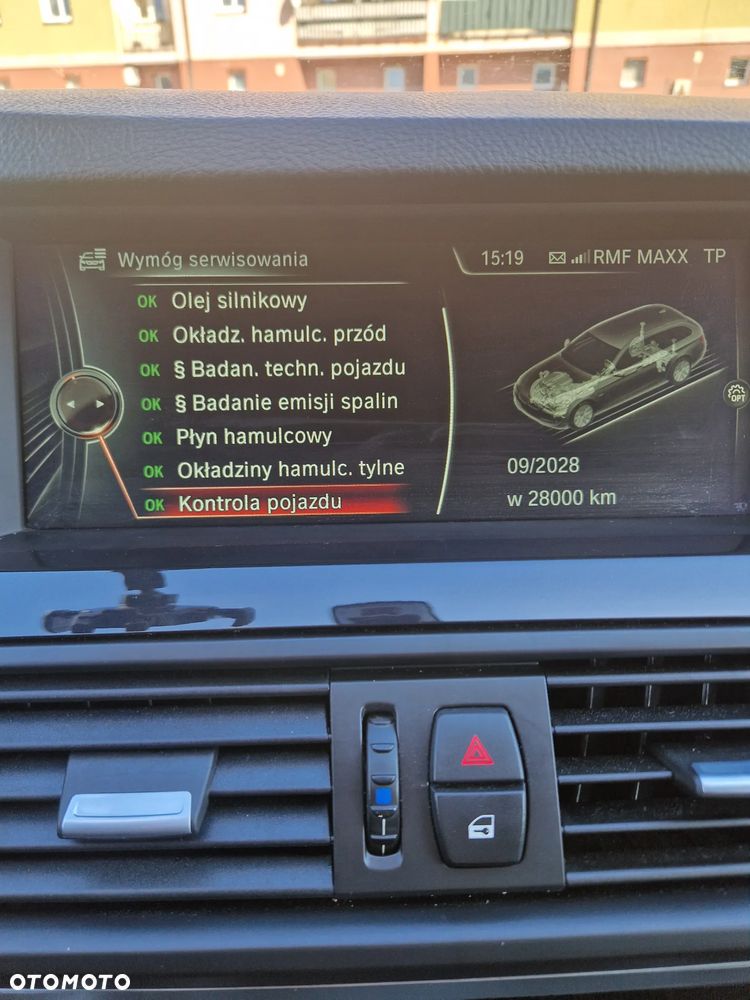 Wymóg serwisowania
15:19 RMF MAXX TP
OK Olej silnikowy
OK Okładz. hamulc. przód
OK § Badan. techn. pojazdu
OK § Badanie emisji spalin
OK Płyn hamulcowy
OK Okładziny hamulc. tylne
OK Kontrola pojazdu
OPT
09/2028
w 28000 km
OTOMOTO